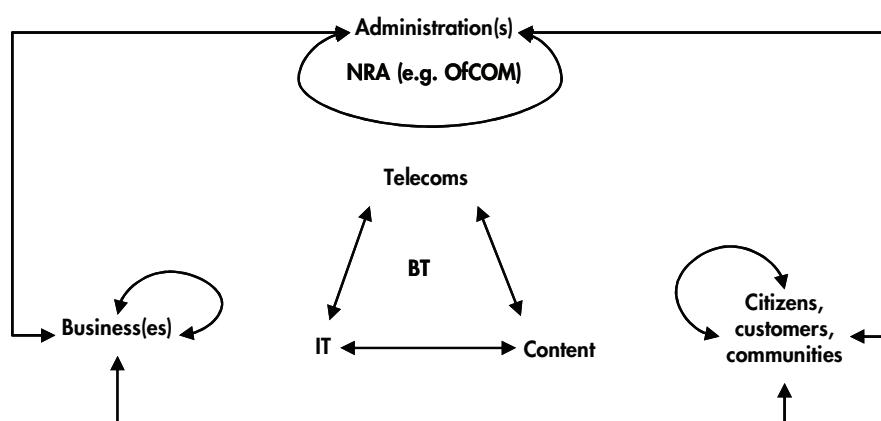 Administration(s)
NRA (e.g. OfCOM)
Telecoms
BT
Business(es)
IT
Content
Citizens,
customers,
communities